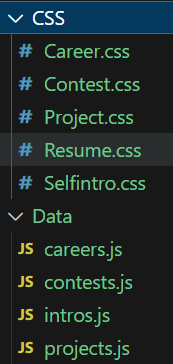 CSS
# Career.css
# Contest.css
# Project.css
# Resume.css
# Selfintro.css
Data
JS careers.js
JS contests.js
JS intros.js
JS projects.js